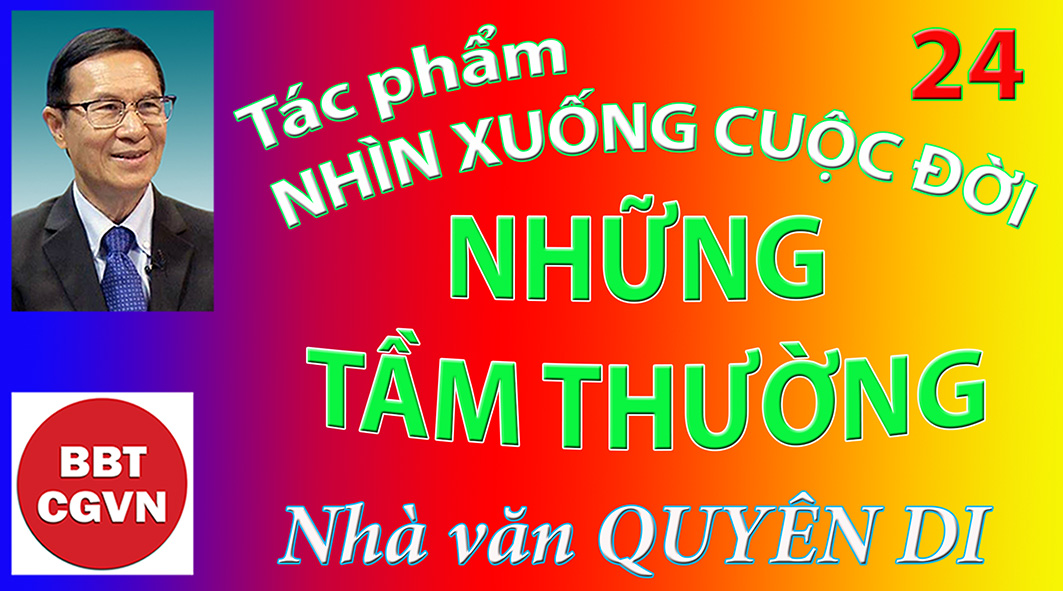 24
Tác phẩm
NHÌN XUỐNG CUỘC ĐỜI
NHỮNG
TẦM THƯỜNG
BBT
CGVN
Nhà văn QUYÊN DI